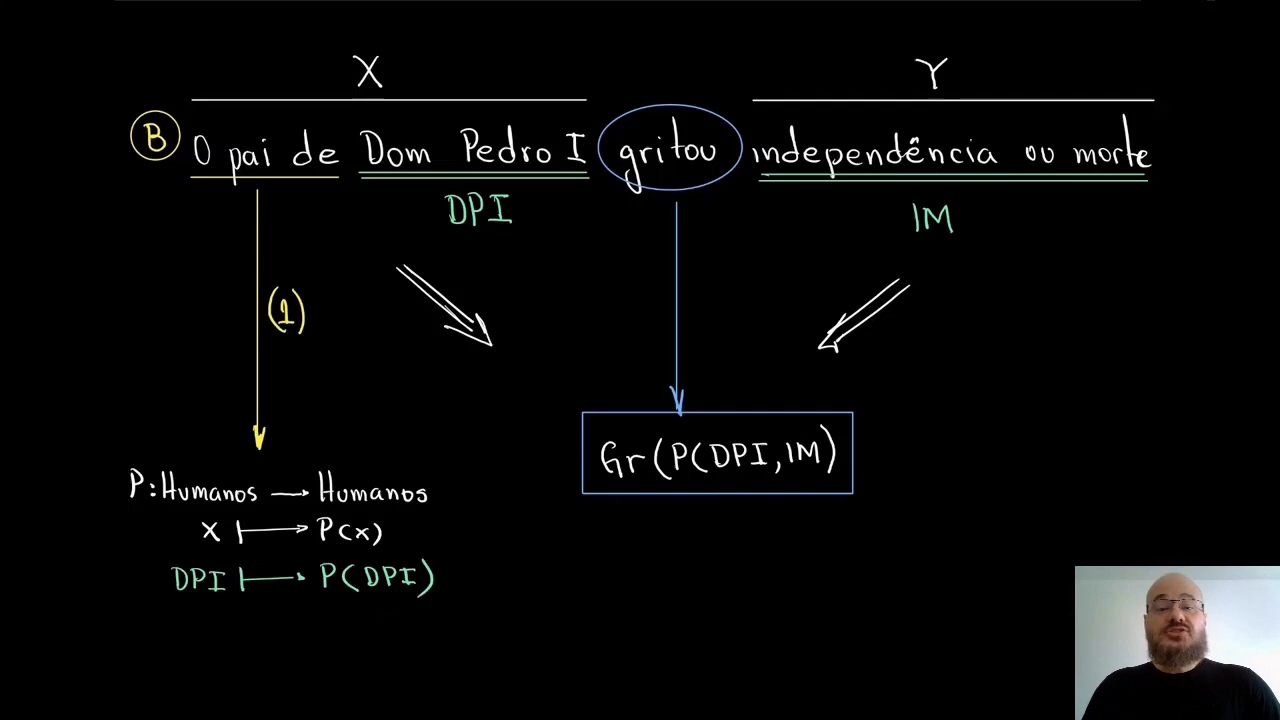 X Y
B O pai de Dom Pedro I gritou independência ou morte
DPI IM
(1)
Gr(P(DPI,IM)
P:Humanos → Humanos
X ↦ P(x)
DPI ↦ P(DPI)